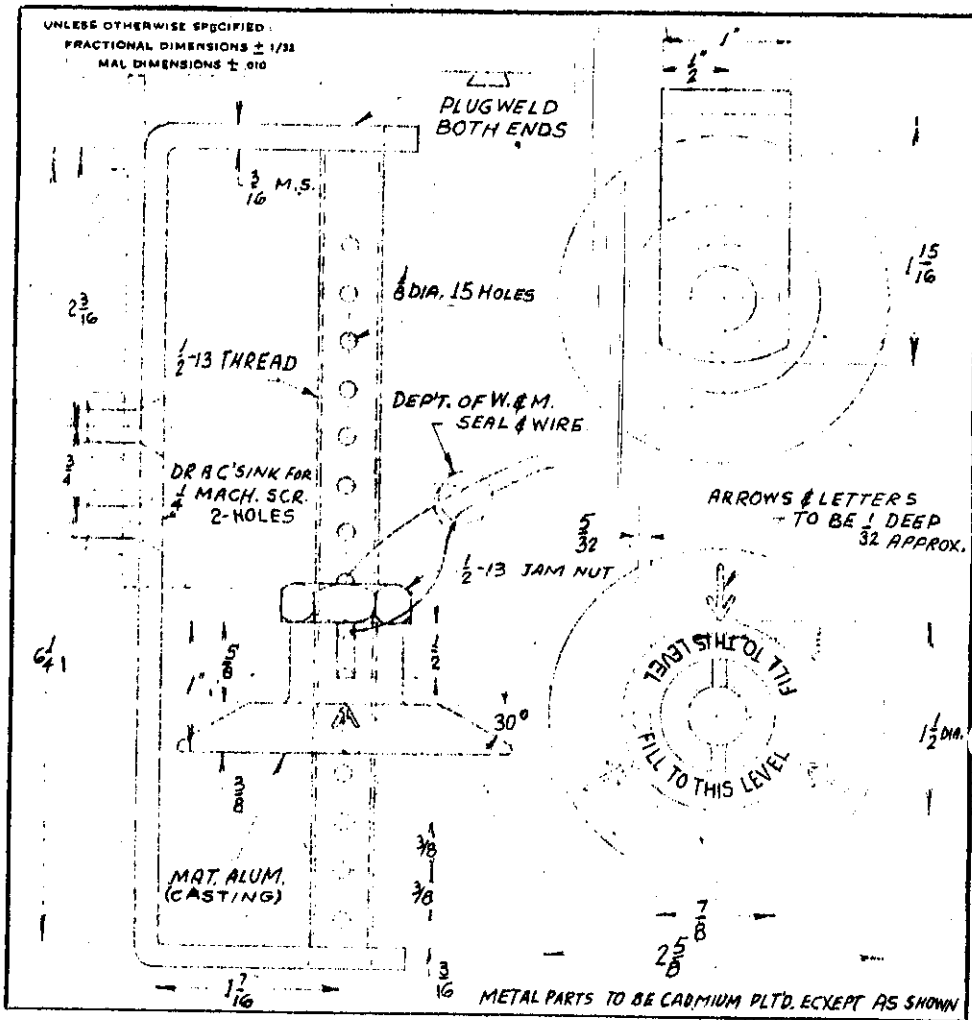 UNLESS OTHERWISE SPECIFIED:
FRACTIONAL DIMENSIONS ± 1/32
MAL DIMENSIONS ± .010
1"
1/2
PLUGWELD
BOTH ENDS
3/16 M.S.
1 15/16
2 3/16
1/8 DIA. 15 HOLES
1/2-13 THREAD
DEP'T. OF W. & M.
SEAL & WIRE
3/4
DR & C'SINK FOR
1/4 MACH. SCR.
2-HOLES
ARROWS & LETTERS
TO BE 1/32 DEEP
APPROX.
5/32
1/2-13 JAM NUT
6 1/4
1"
5/8
1/2
30°
FILL TO THIS LEVEL
FILL TO THIS LEVEL
1 1/2 DIA.
3/8
3/8
3/8
MAT. ALUM.
(CASTING)
7/8
2 5/8
1 7/16
3/16
METAL PARTS TO BE CADMIUM PLT'D. ECXEPT AS SHOWN